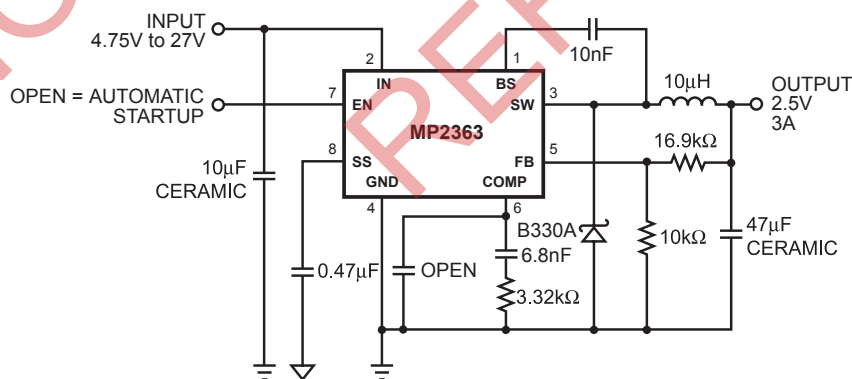 INPUT
4.75V to 27V
OPEN = AUTOMATIC
STARTUP
10µF
CERAMIC
0.47µF
2
IN
7
EN
8
SS
GND
4
MP2363
1
BS
3
SW
5
FB
COMP
6
10nF
10µH
OUTPUT
2.5V
3A
16.9kΩ
10kΩ
47µF
CERAMIC
B330A
6.8nF
3.32kΩ
OPEN